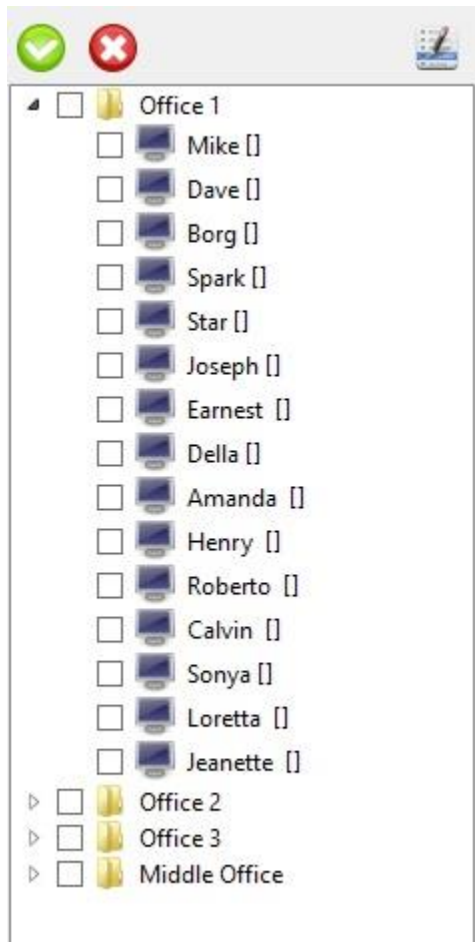 Office 1
Mike []
Dave []
Borg []
Spark []
Star []
Joseph []
Earnest []
Della []
Amanda []
Henry []
Roberto []
Calvin []
Sonya []
Loretta []
Jeanette []
Office 2
Office 3
Middle Office